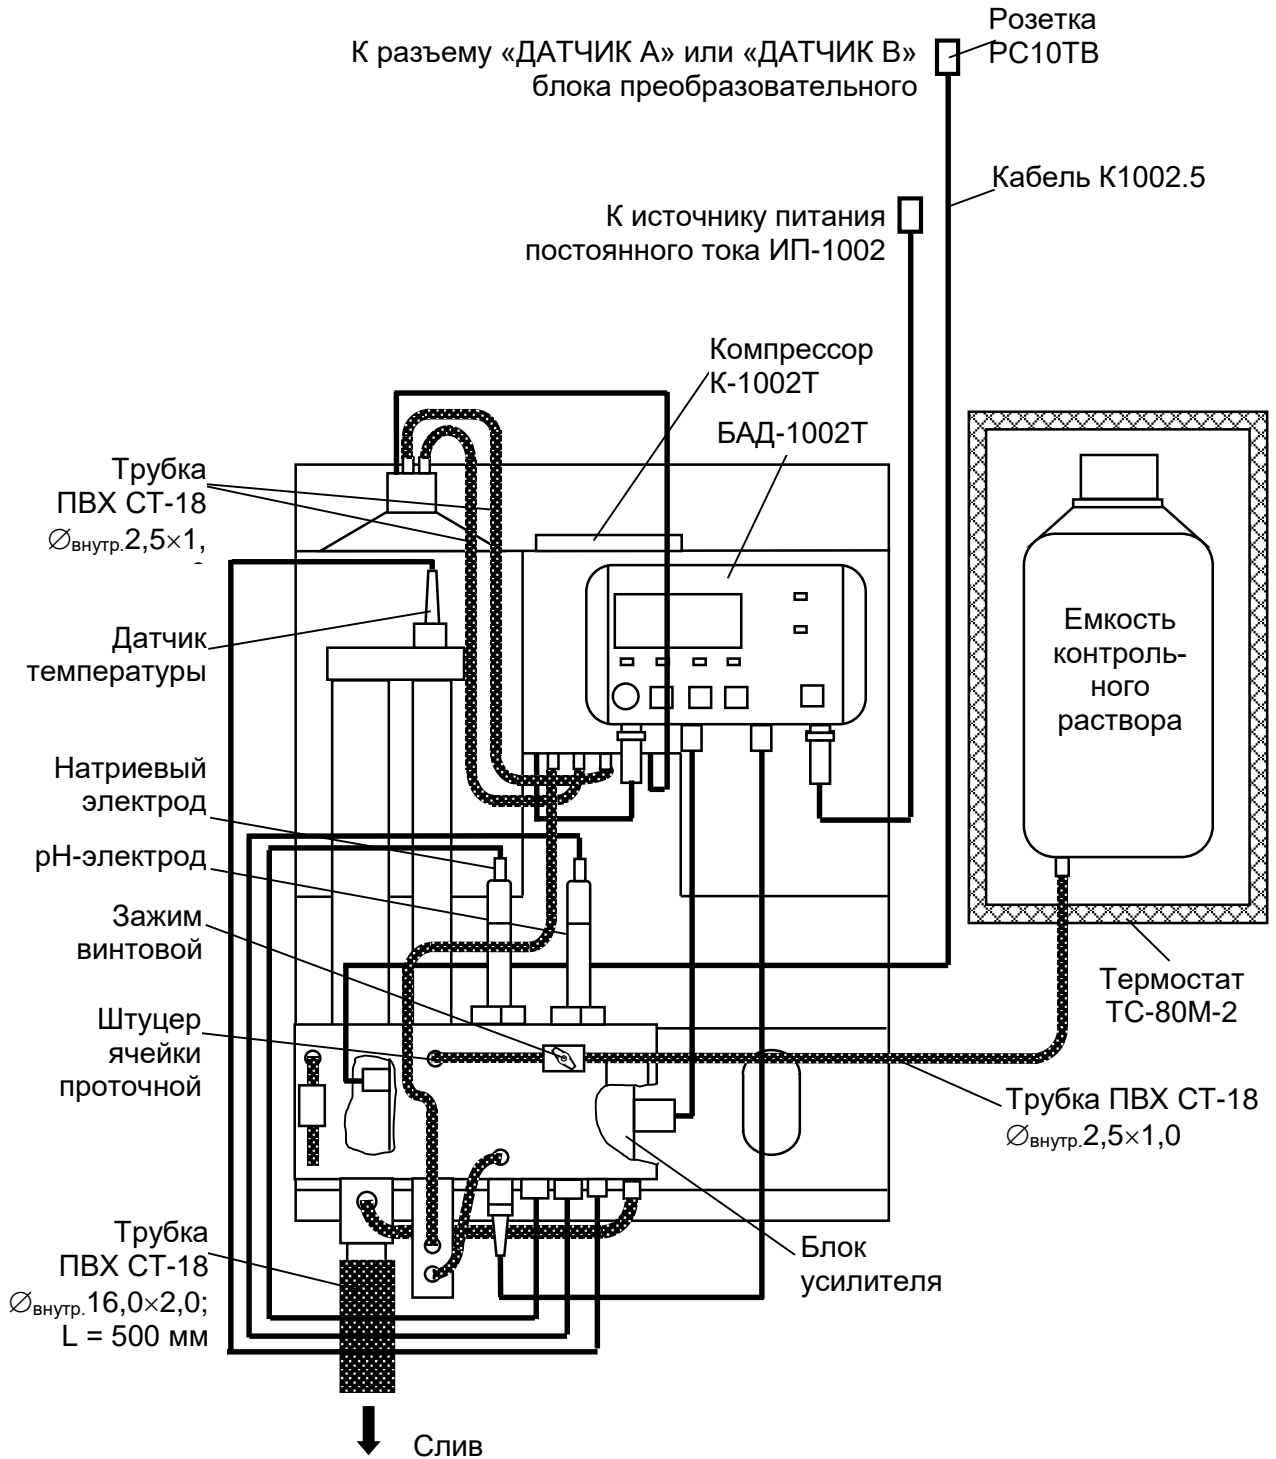 Розетка
РС10ТВ
К разъему «ДАТЧИК А» или «ДАТЧИК В»
блока преобразовательного
Кабель К1002.5
К источнику питания
постоянного тока ИП-1002
Компрессор
К-1002Т
БАД-1002Т
Трубка
ПВХ СТ-18
∅внутр.2,5×1,
Датчик
температуры
Емкость
контроль-
ного
раствора
Натриевый
электрод
рН-электрод
Зажим
винтовой
Термостат
ТС-80М-2
Штуцер
ячейки
проточной
Трубка ПВХ СТ-18
∅внутр.2,5×1,0
Трубка
ПВХ СТ-18
∅внутр.16,0×2,0;
L = 500 мм
Блок
усилителя
Слив